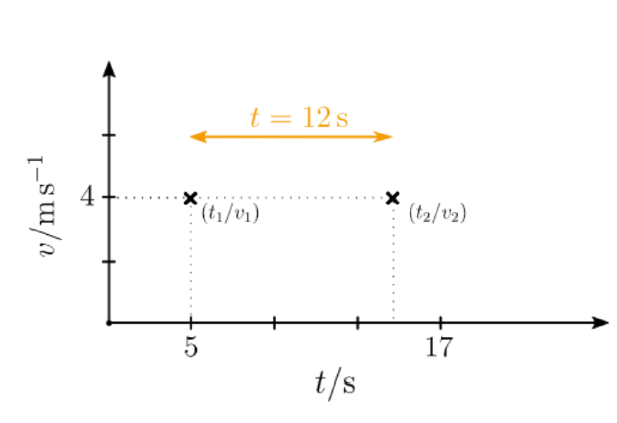 t = 12 s
v/m s⁻¹
4
(t₁/v₁)
(t₂/v₂)
5
17
t/s